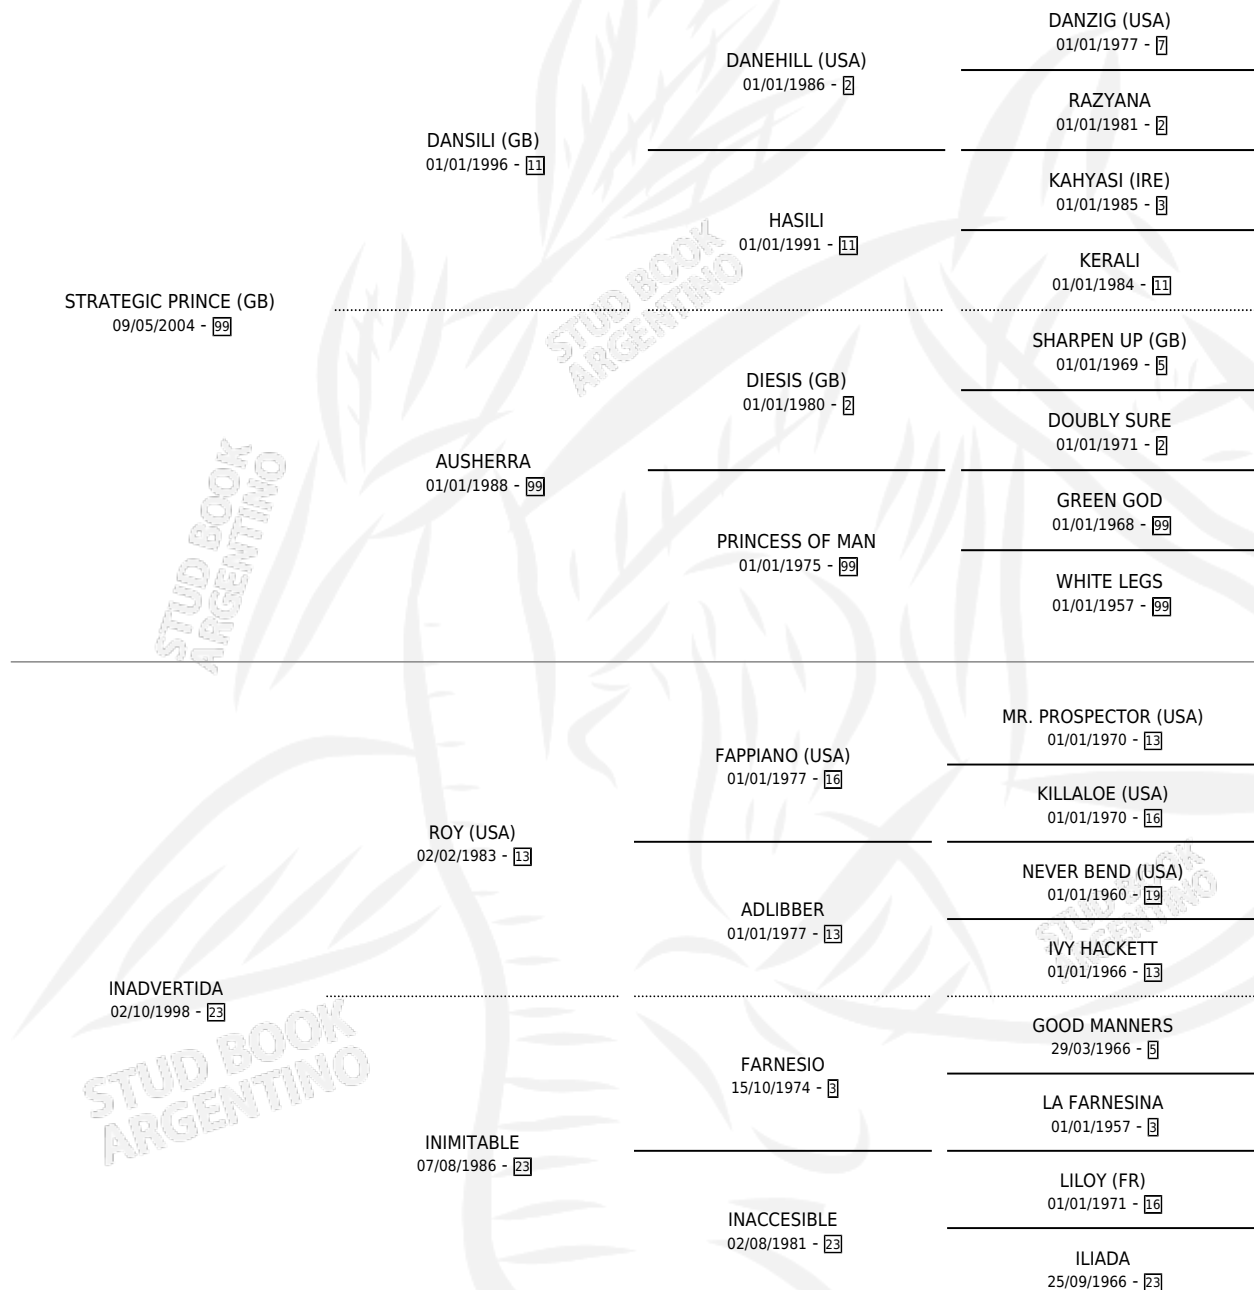 DANZIG (USA)
01/01/1977 - 7
DANEHILL (USA)
01/01/1986 - 2
RAZYANA
01/01/1981 - 2
DANSILI (GB)
01/01/1996 - 11
KAHYASI (IRE)
01/01/1985 - 3
HASILI
01/01/1991 - 11
KERALI
01/01/1984 - 11
STRATEGIC PRINCE (GB)
09/05/2004 - 99
STUD BOOK
ARGENTINO
SHARPEN UP (GB)
01/01/1969 - 5
DIESIS (GB)
01/01/1980 - 2
DOUBLY SURE
01/01/1971 - 2
AUSHERRA
01/01/1988 - 99
GREEN GOD
01/01/1968 - 99
PRINCESS OF MAN
01/01/1975 - 99
WHITE LEGS
01/01/1957 - 99
STUD BOOK
ARGENTINO
MR. PROSPECTOR (USA)
01/01/1970 - 13
FAPPIANO (USA)
01/01/1977 - 16
KILLALOE (USA)
01/01/1970 - 16
ROY (USA)
02/02/1983 - 13
NEVER BEND (USA)
01/01/1960 - 19
ADLIBBER
01/01/1977 - 13
IVY HACKETT
01/01/1966 - 13
STUD BOOK
ARGENTINO
INADVERTIDA
02/10/1998 - 23
GOOD MANNERS
29/03/1966 - 5
FARNESIO
15/10/1974 - 3
LA FARNESINA
01/01/1957 - 3
STUD BOOK
ARGENTINO
INIMITABLE
07/08/1986 - 23
LILOY (FR)
01/01/1971 - 16
INACCESIBLE
02/08/1981 - 23
ILIADA
25/09/1966 - 23